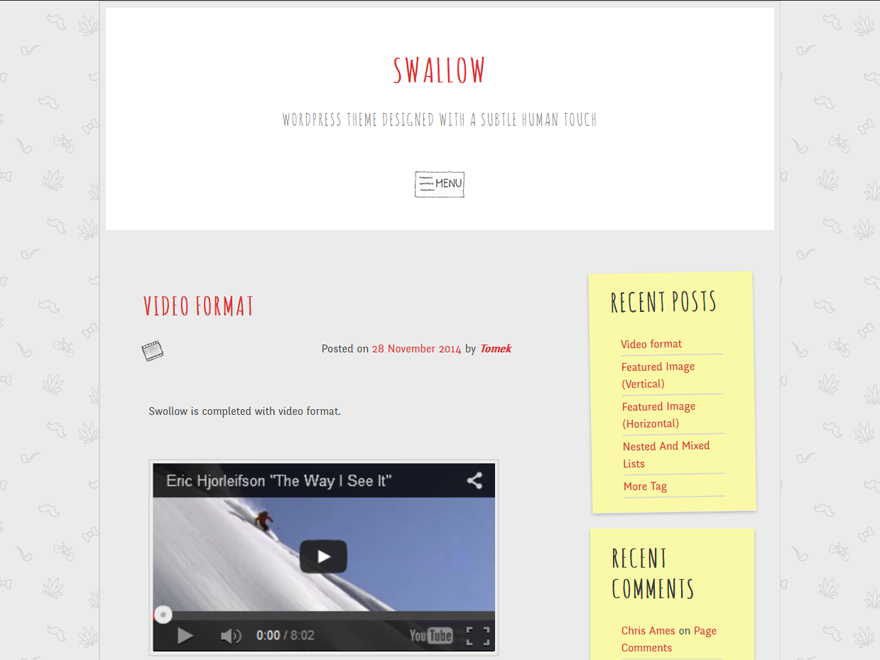 SWALLOW
WORDPRESS THEME DESIGNED WITH A SUBTLE HUMAN TOUCH
MENU
VIDEO FORMAT
Posted on 28 November 2014 by Tomek
Swollow is completed with video format.
Eric Hjorleifson "The Way I See It"
0:00 / 8:02
YouTube
RECENT POSTS
Video format
Featured Image
(Vertical)
Featured Image
(Horizontal)
Nested And Mixed
Lists
More Tag
RECENT
COMMENTS
Chris Ames on Page
Comments